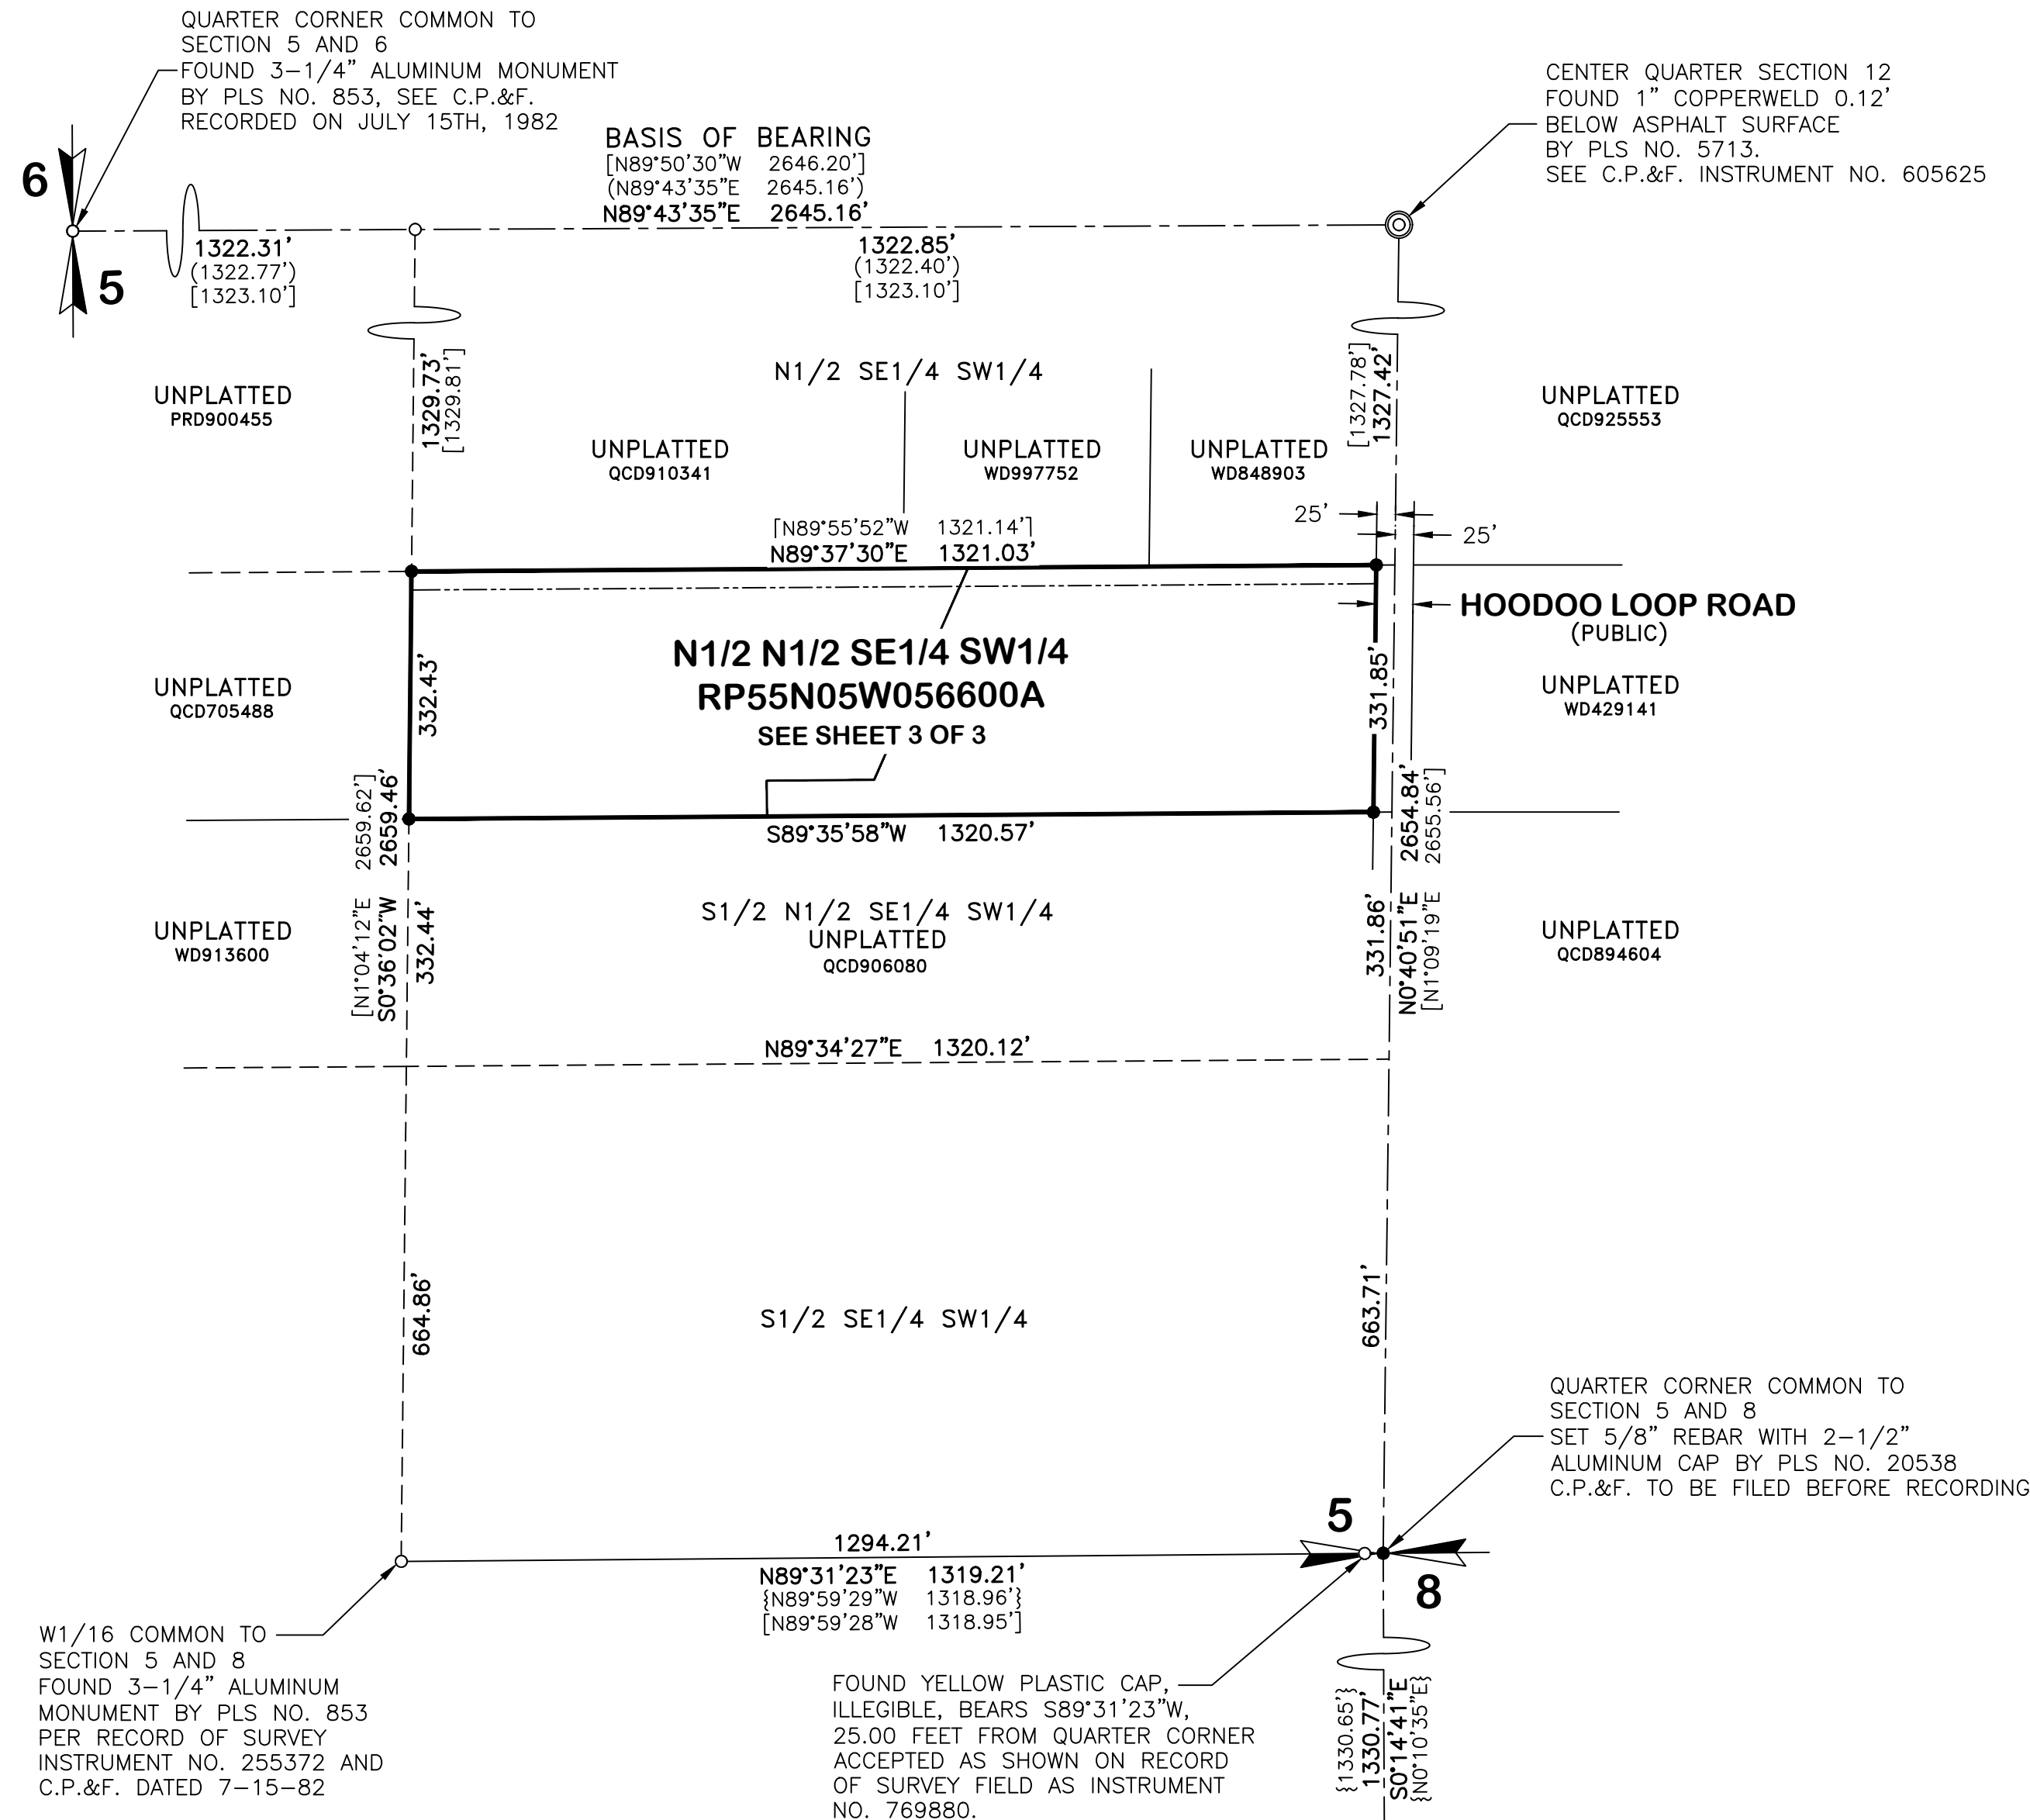 QUARTER CORNER COMMON TO
SECTION 5 AND 6
FOUND 3-1/4" ALUMINUM MONUMENT
BY PLS NO. 853, SEE C.P.&F.
RECORDED ON JULY 15TH, 1982
CENTER QUARTER SECTION 12
FOUND 1" COPPERWELD 0.12'
BELOW ASPHALT SURFACE
BY PLS NO. 5713.
SEE C.P.&F. INSTRUMENT NO. 605625
BASIS OF BEARING
[N89°50'30"W 2646.20']
(N89°43'35"E 2645.16')
N89°43'35"E 2645.16'
6
5
1322.31'
(1322.77')
[1323.10']
1322.85'
(1322.40')
[1323.10']
1329.73'
[1329.81']
N1/2 SE1/4 SW1/4
[1327.78']
1327.42'
UNPLATTED
PRD900455
UNPLATTED
QCD910341
UNPLATTED
WD997752
UNPLATTED
WD848903
UNPLATTED
QCD925553
25'
25'
[N89°55'52"W 1321.14']
N89°37'30"E 1321.03'
HOODOO LOOP ROAD
(PUBLIC)
N1/2 N1/2 SE1/4 SW1/4
RP55N05W056600A
SEE SHEET 3 OF 3
332.43'
331.85'
UNPLATTED
QCD705488
UNPLATTED
WD429141
S89°35'58"W 1320.57'
[N1°04'12"E 2659.62']
S0°36'02"W 2659.46'
332.44'
331.86'
N0°40'51"E 2654.84'
[N1°09'19"E 2655.56']
S1/2 N1/2 SE1/4 SW1/4
UNPLATTED
QCD906080
UNPLATTED
WD913600
UNPLATTED
QCD894604
N89°34'27"E 1320.12'
664.86'
S1/2 SE1/4 SW1/4
663.71'
QUARTER CORNER COMMON TO
SECTION 5 AND 8
SET 5/8" REBAR WITH 2-1/2"
ALUMINUM CAP BY PLS NO. 20538
C.P.&F. TO BE FILED BEFORE RECORDING
5
8
1294.21'
N89°31'23"E 1319.21'
{N89°59'29"W 1318.96'}
[N89°59'28"W 1318.95']
W1/16 COMMON TO
SECTION 5 AND 8
FOUND 3-1/4" ALUMINUM
MONUMENT BY PLS NO. 853
PER RECORD OF SURVEY
INSTRUMENT NO. 255372 AND
C.P.&F. DATED 7-15-82
FOUND YELLOW PLASTIC CAP,
ILLEGIBLE, BEARS S89°31'23"W,
25.00 FEET FROM QUARTER CORNER
ACCEPTED AS SHOWN ON RECORD
OF SURVEY FIELD AS INSTRUMENT
NO. 769880.
{1330.65'}
1330.77'
S0°14'41"E
{N0°10'35"E}